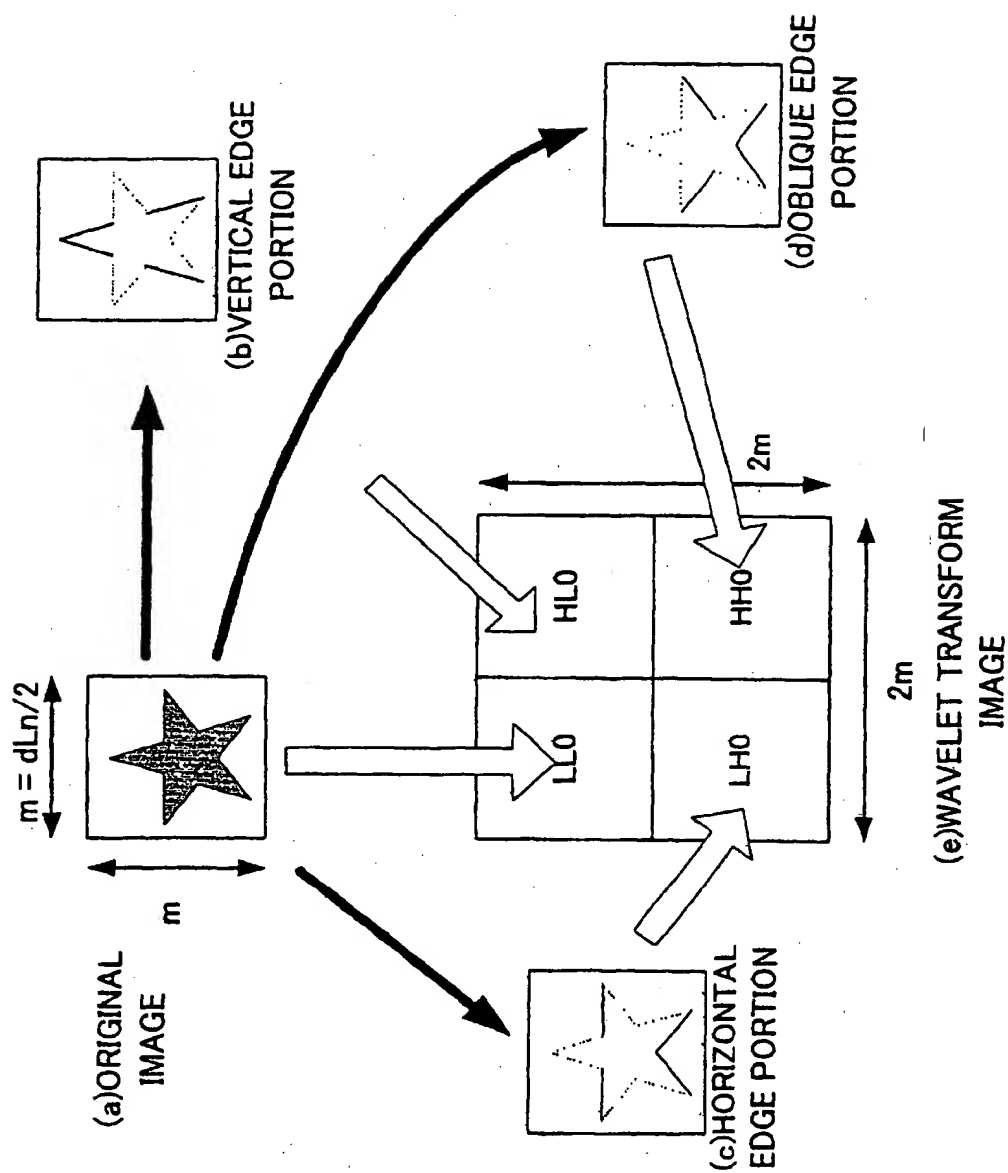 (a)ORIGINAL
IMAGE
m = dLn/2
m
(b)VERTICAL EDGE
PORTION
(c)HORIZONTAL
EDGE PORTION
(d)OBLIQUE EDGE
PORTION
LL0
HL0
LH0
HH0
2m
2m
(e)WAVELET TRANSFORM
IMAGE